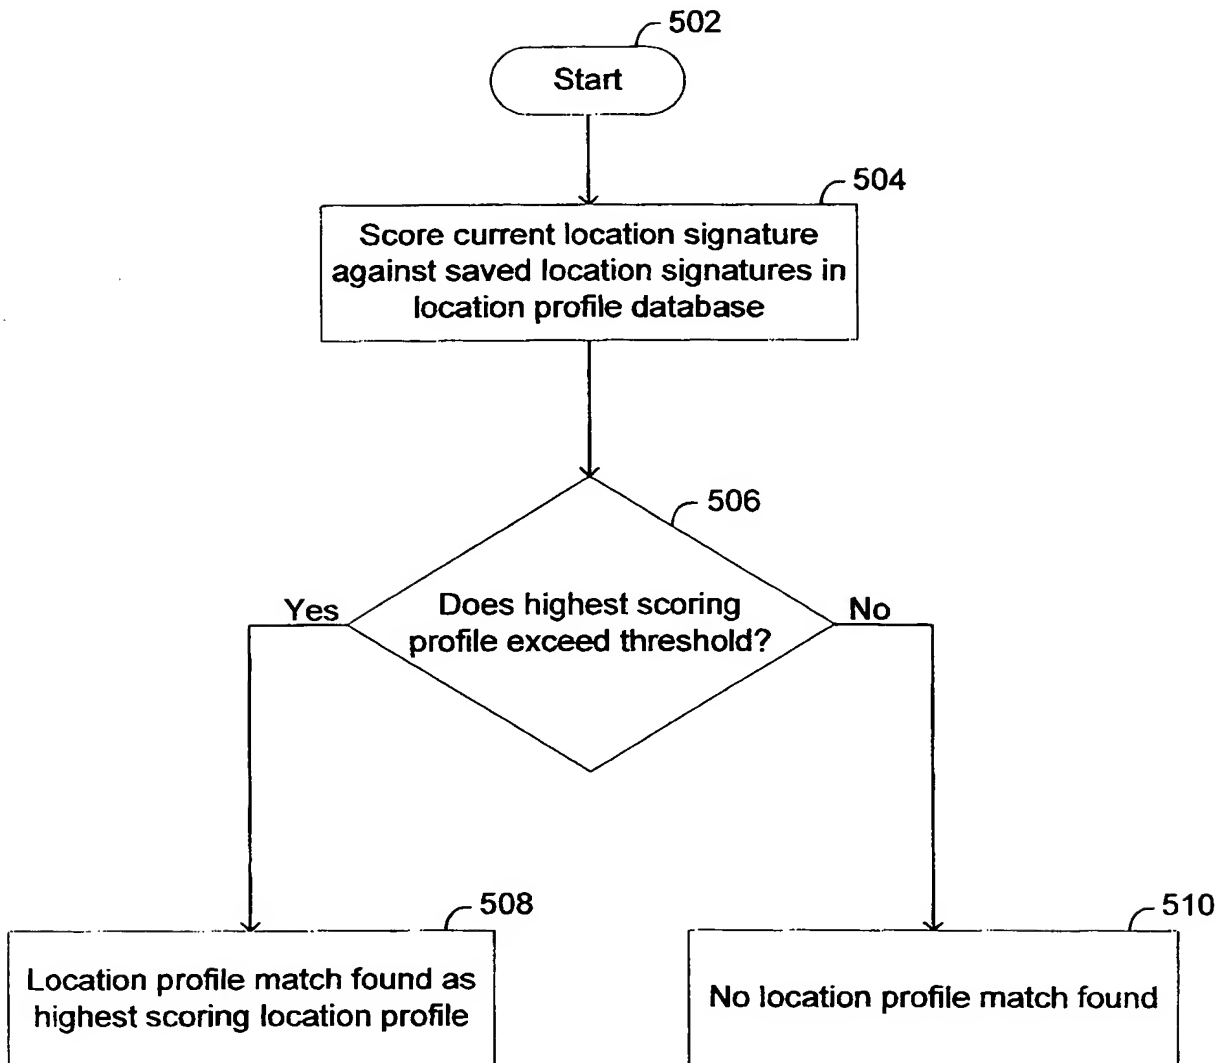 502
Start
504
Score current location signature
against saved location signatures in
location profile database
506
Does highest scoring
profile exceed threshold?
Yes
No
508
Location profile match found as
highest scoring location profile
510
No location profile match found